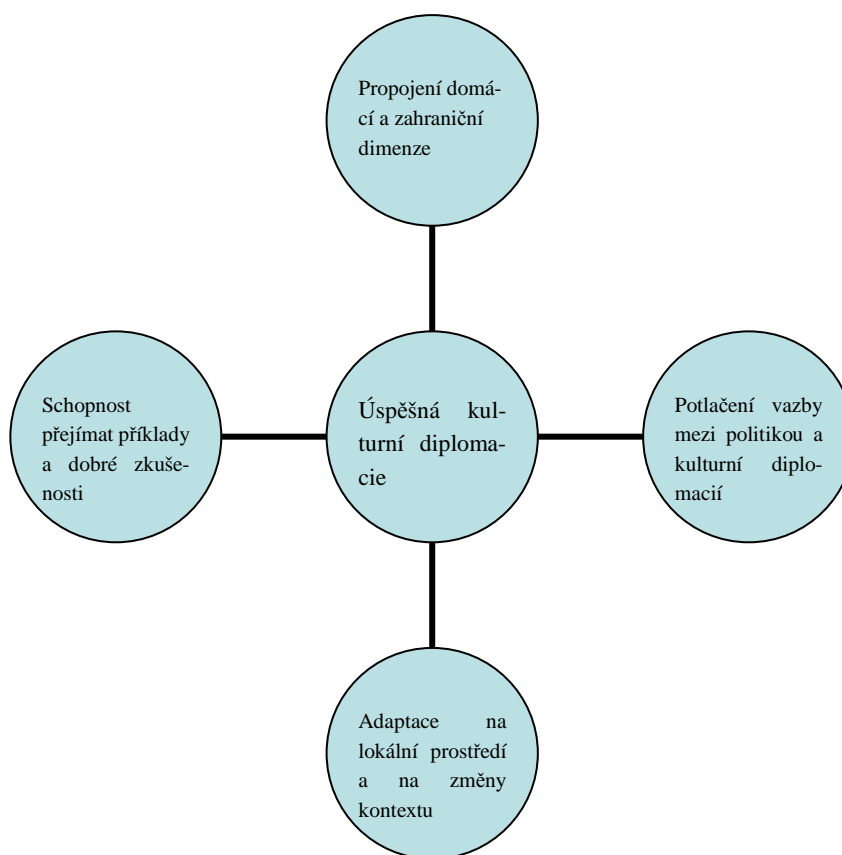 Propojení domá-
cí a zahraniční
dimenze
Schopnost
přejímat příklady
a dobré zkuše-
nosti
Úspěšná kul-
turní diploma-
cie
Potlačení vazby
mezi politikou a
kulturní diplo-
macií
Adaptace na
lokální prostředí
a na změny
kontextu